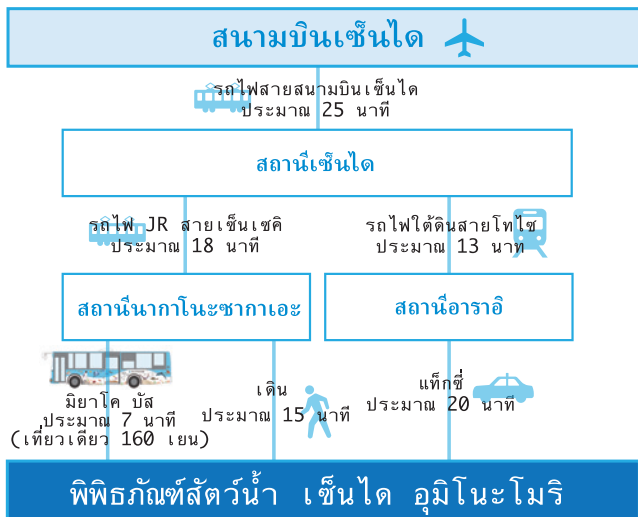 สนามบินเซ็นได
รถไฟสายสนามบินเซ็นได
ประมาณ 25 นาที
สถานีเซ็นได
รถไฟ JR สายเซ็นเซคิ
ประมาณ 18 นาที
รถไฟใต้ดินสายโทไซ
ประมาณ 13 นาที
สถานีนากาโนะซากาเอะ
สถานีอาราอิ
มิยาโค บัส
ประมาณ 7 นาที
(เที่ยวเดียว 160 เยน)
เดิน
ประมาณ 15 นาที
แท็กซี่
ประมาณ 20 นาที
พิพิธภัณฑ์สัตว์น้ำ เซ็นได อุมิโนะโมริ